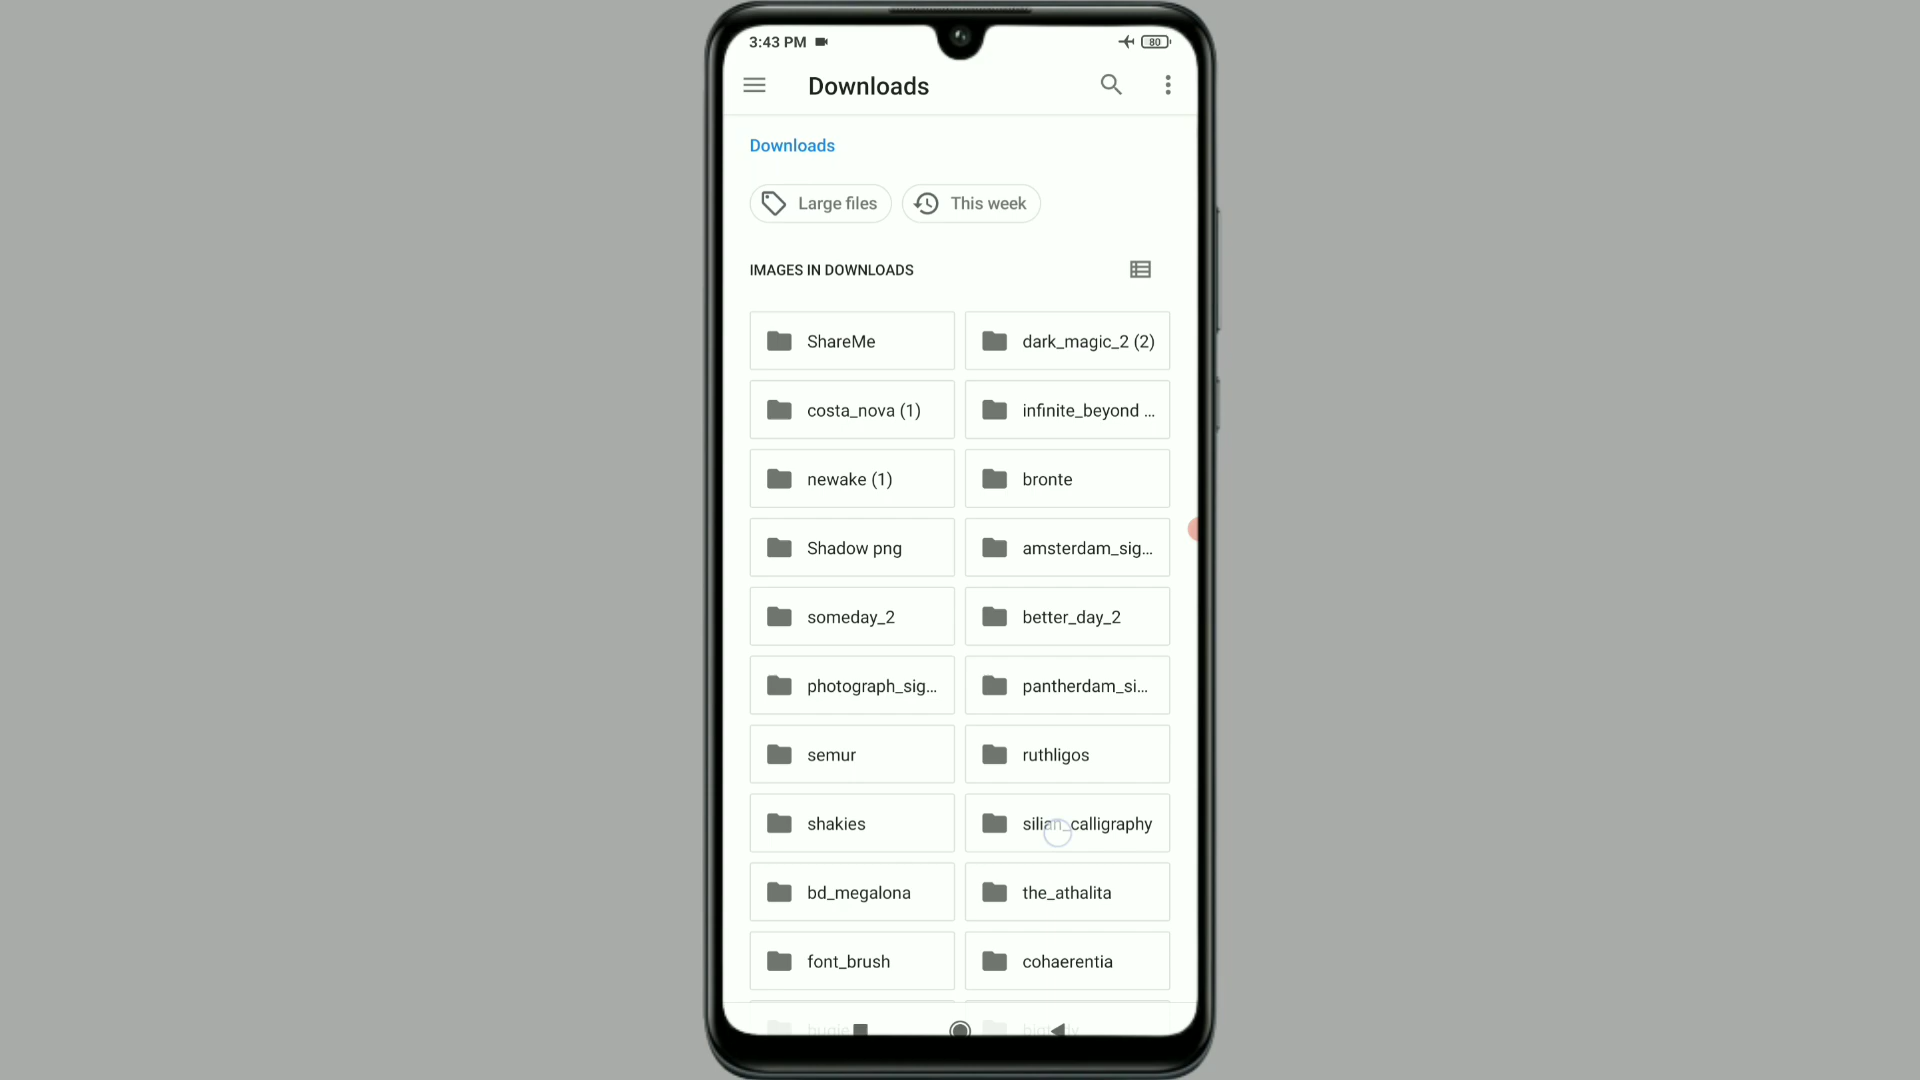 3:43 PM 80
Downloads
Downloads
Large files This week
IMAGES IN DOWNLOADS
ShareMe dark_magic_2 (2)
costa_nova (1) infinite_beyond ...
newake (1) bronte
Shadow png amsterdam_sig...
someday_2 better_day_2
photograph_sig... pantherdam_si...
semur ruthligos
shakies silian_calligraphy
bd_megalona the_athalita
font_brush cohaerentia